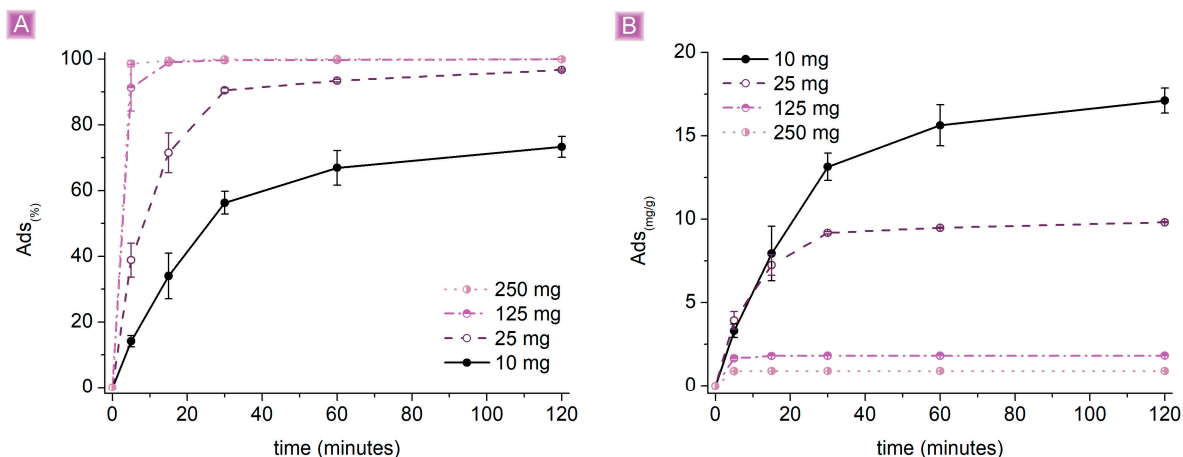 A
100
80
60
40
20
0
Ads(%)
0 20 40 60 80 100 120
time (minutes)
250 mg
125 mg
25 mg
10 mg
B
20
15
10
5
0
Ads(mg/g)
0 20 40 60 80 100 120
time (minutes)
10 mg
25 mg
125 mg
250 mg